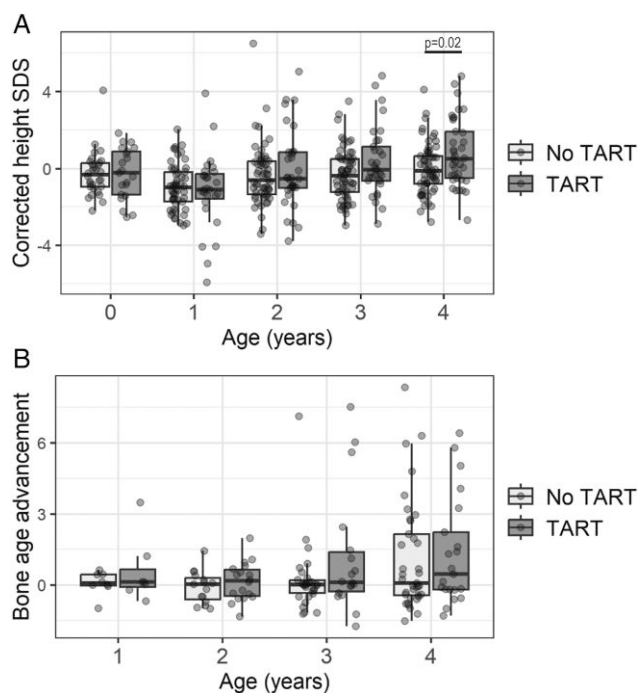 A
p=0.02
Corrected height SDS
4
0
-4
0 1 2 3 4
Age (years)
No TART
TART
B
Bone age advancement
6
3
0
1 2 3 4
Age (years)
No TART
TART